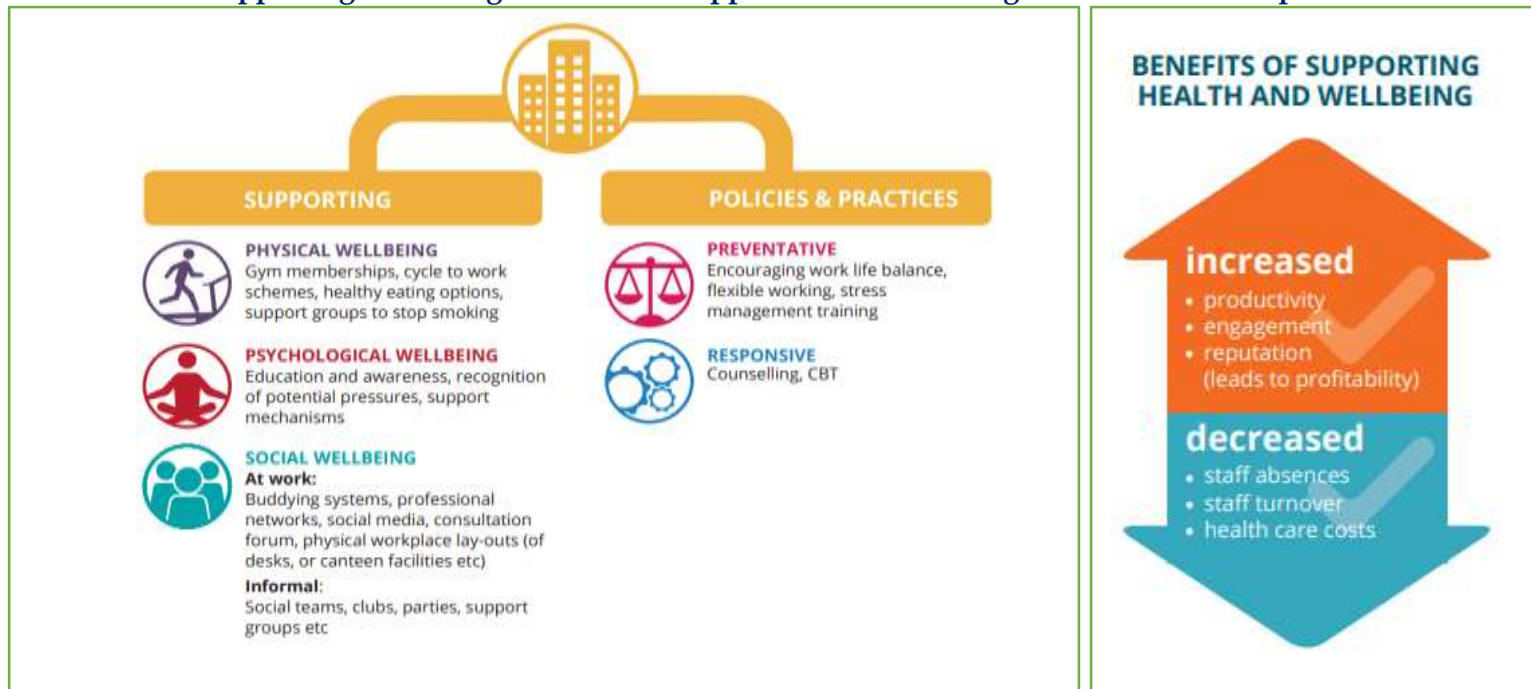 SUPPORTING
PHYSICAL WELLBEING
Gym memberships, cycle to work
schemes, healthy eating options,
support groups to stop smoking
PSYCHOLOGICAL WELLBEING
Education and awareness, recognition
of potential pressures, support
mechanisms
SOCIAL WELLBEING
At work:
Buddying systems, professional
networks, social media, consultation
forum, physical workplace lay-outs (of
desks, or canteen facilities etc)
Informal:
Social teams, clubs, parties, support
groups etc
POLICIES & PRACTICES
PREVENTATIVE
Encouraging work life balance,
flexible working, stress
management training
RESPONSIVE
Counselling, CBT
BENEFITS OF SUPPORTING
HEALTH AND WELLBEING
increased
• productivity
• engagement
• reputation
(leads to profitability)
decreased
• staff absences
• staff turnover
• health care costs